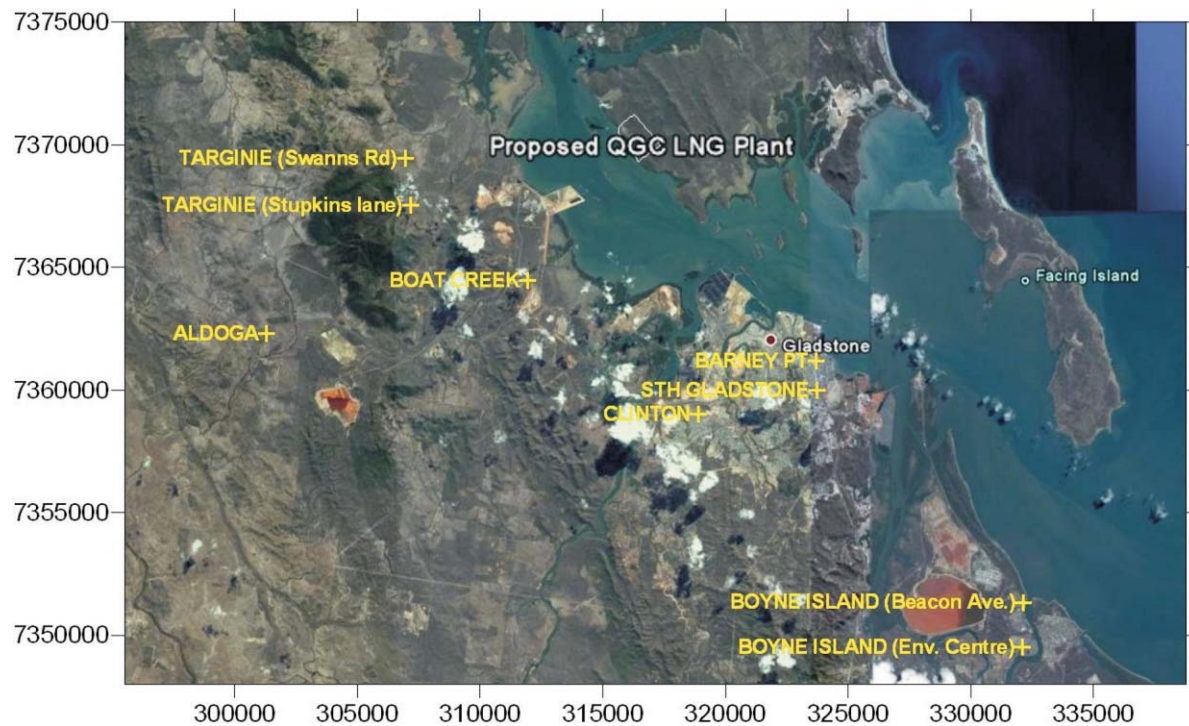 7375000
7370000
Proposed QGC LNG Plant
TARGINIE (Swanns Rd)
TARGINIE (Stupkins lane)
7365000
BOAT CREEK
Facing Island
ALDOGA
Gladstone
BARNEY PT
7360000
STH GLADSTONE
CLINTON
7355000
BOYNE ISLAND (Beacon Ave.)
7350000
BOYNE ISLAND (Env. Centre)
300000 305000 310000 315000 320000 325000 330000 335000